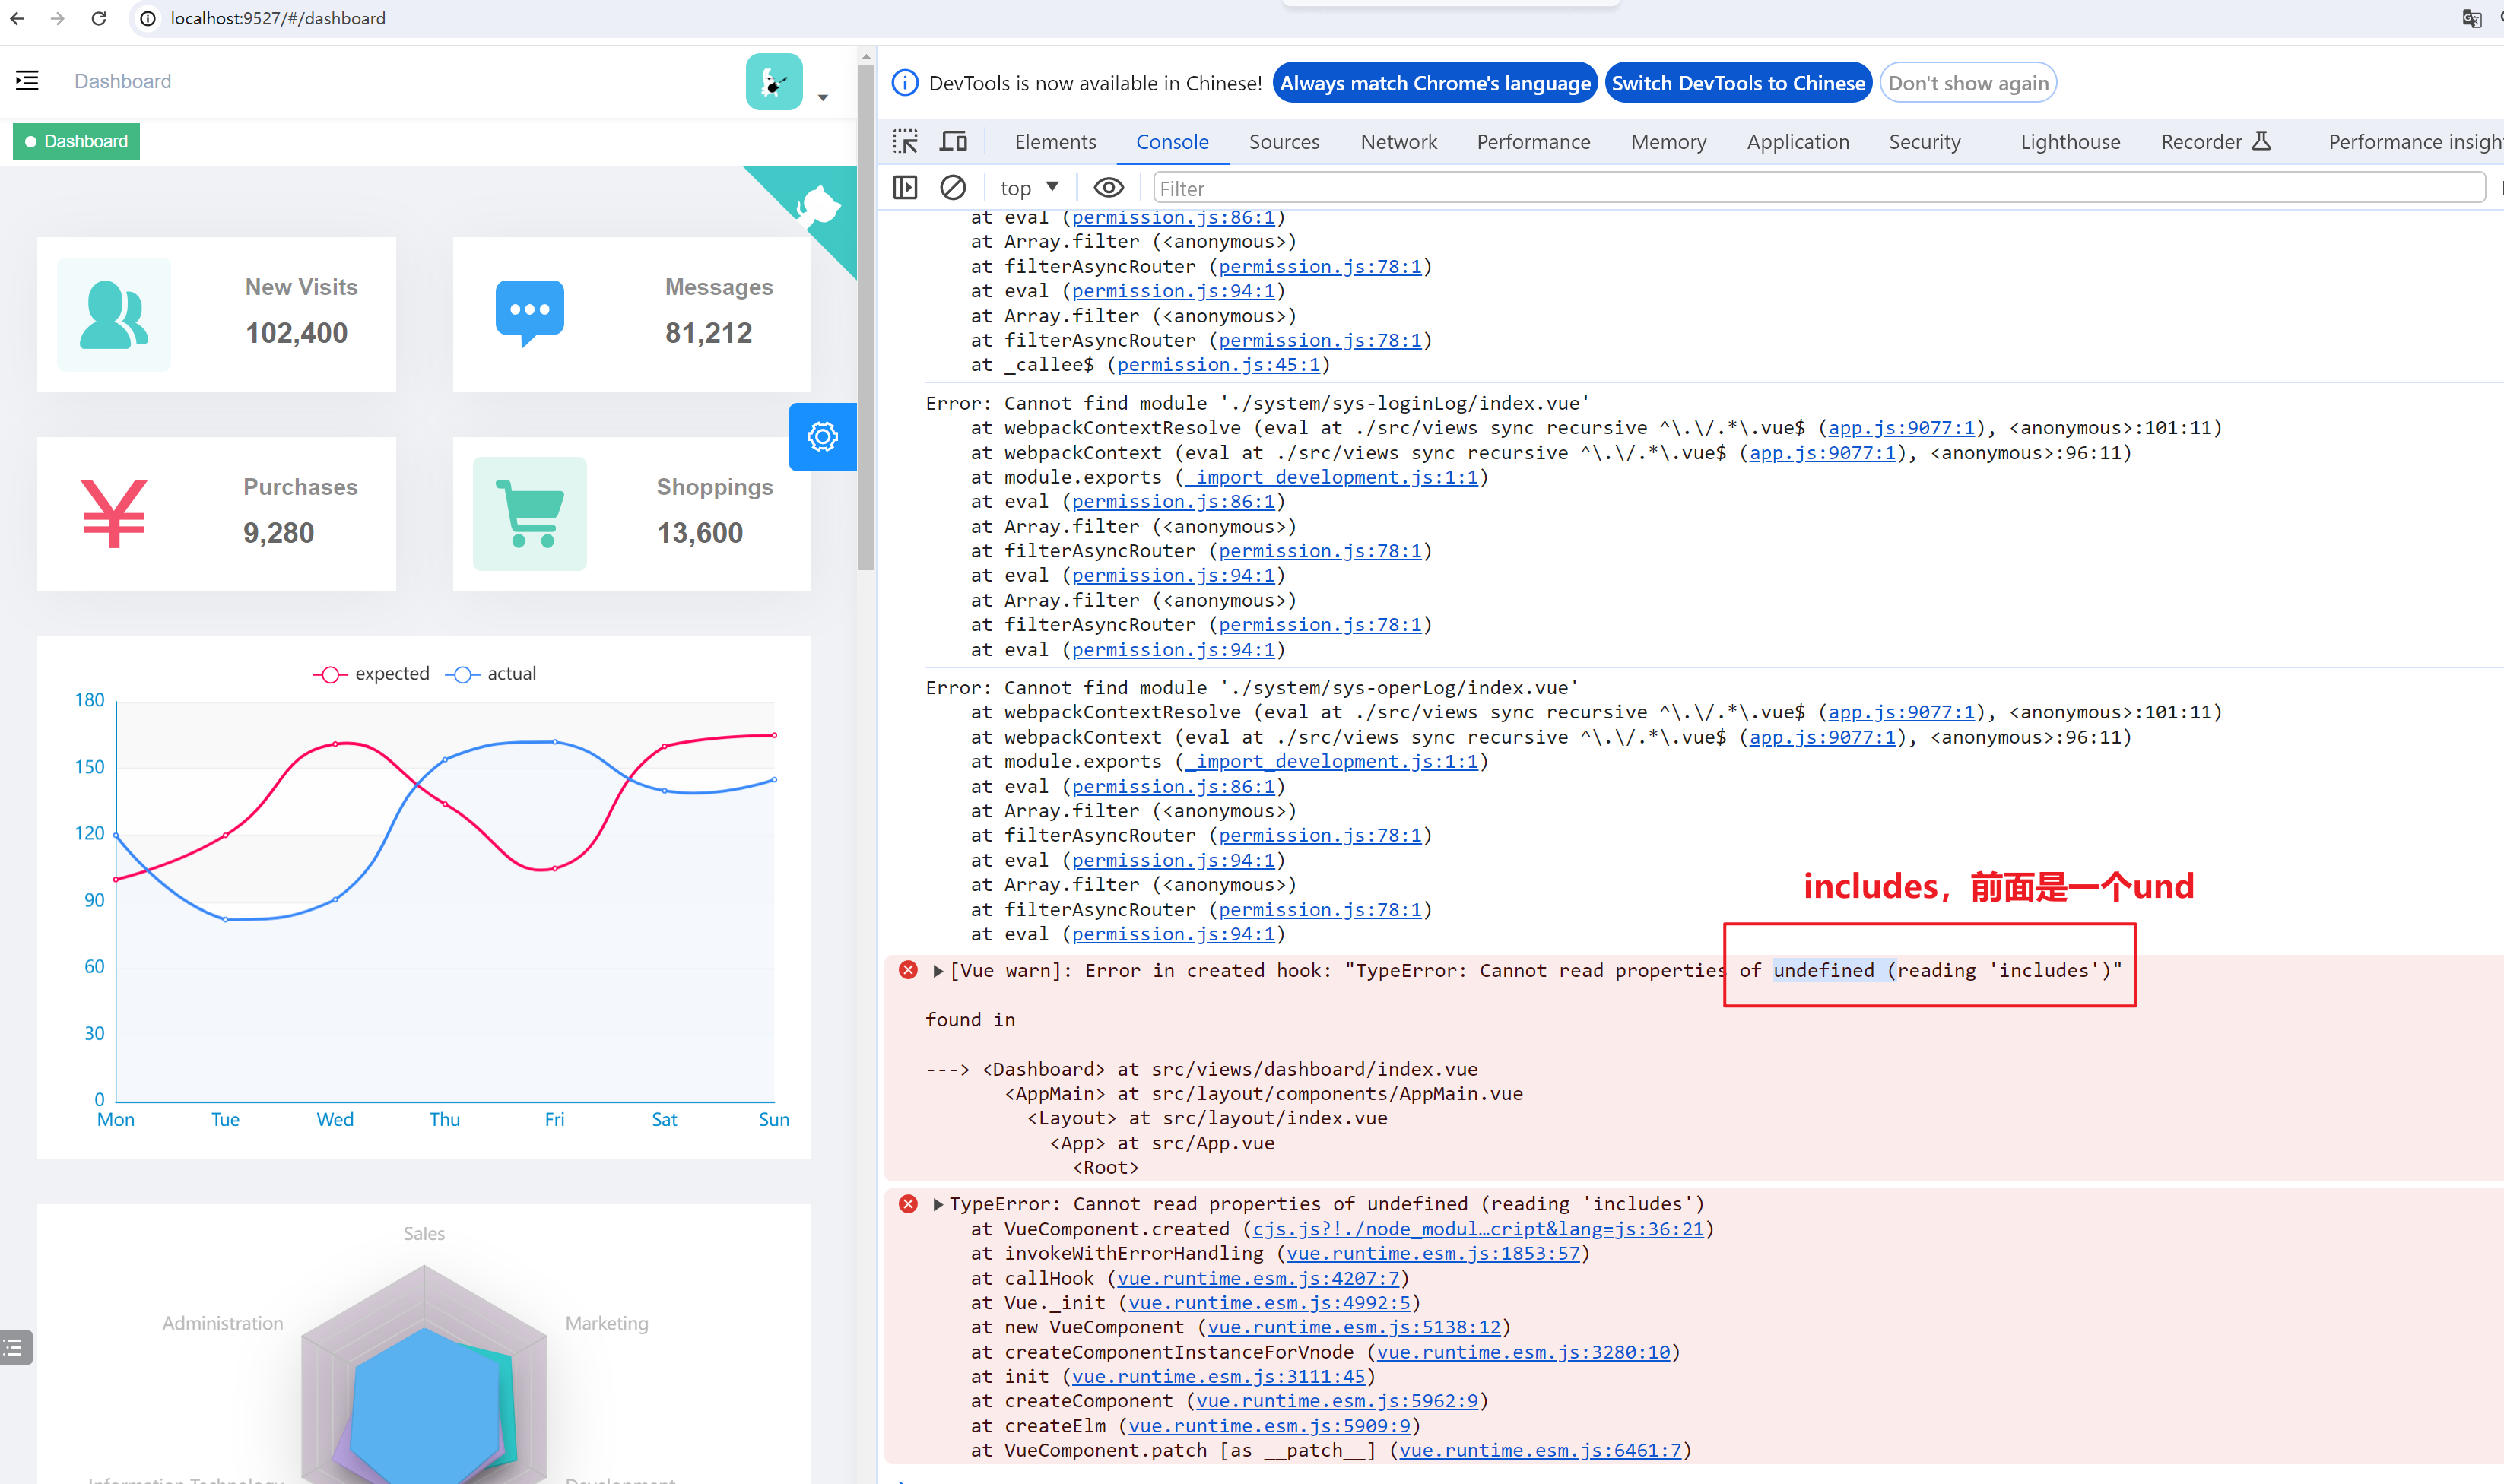 localhost:9527/#/dashboard
Dashboard
Dashboard
New Visits
102,400
Messages
81,212
Purchases
9,280
Shoppings
13,600
expected
actual
180
150
120
90
60
30
0
Mon
Tue
Wed
Thu
Fri
Sat
Sun
Sales
Administration
Marketing
Information Technology
Development
DevTools is now available in Chinese!
Always match Chrome's language
Switch DevTools to Chinese
Don't show again
Elements
Console
Sources
Network
Performance
Memory
Application
Security
Lighthouse
Recorder
Performance insigh
top
Filter
at eval (permission.js:86:1)
at Array.filter (<anonymous>)
at filterAsyncRouter (permission.js:78:1)
at eval (permission.js:94:1)
at Array.filter (<anonymous>)
at filterAsyncRouter (permission.js:78:1)
at _callee$ (permission.js:45:1)
Error: Cannot find module './system/sys-loginLog/index.vue'
at webpackContextResolve (eval at ./src/views sync recursive ^\.\/.*\.vue$ (app.js:9077:1), <anonymous>:101:11)
at webpackContext (eval at ./src/views sync recursive ^\.\/.*\.vue$ (app.js:9077:1), <anonymous>:96:11)
at module.exports (_import_development.js:1:1)
at eval (permission.js:86:1)
at Array.filter (<anonymous>)
at filterAsyncRouter (permission.js:78:1)
at eval (permission.js:94:1)
at Array.filter (<anonymous>)
at filterAsyncRouter (permission.js:78:1)
at eval (permission.js:94:1)
Error: Cannot find module './system/sys-operLog/index.vue'
at webpackContextResolve (eval at ./src/views sync recursive ^\.\/.*\.vue$ (app.js:9077:1), <anonymous>:101:11)
at webpackContext (eval at ./src/views sync recursive ^\.\/.*\.vue$ (app.js:9077:1), <anonymous>:96:11)
at module.exports (_import_development.js:1:1)
at eval (permission.js:86:1)
at Array.filter (<anonymous>)
at filterAsyncRouter (permission.js:78:1)
at eval (permission.js:94:1)
at Array.filter (<anonymous>)
at filterAsyncRouter (permission.js:78:1)
at eval (permission.js:94:1)
includes，前面是一个und
[Vue warn]: Error in created hook: "TypeError: Cannot read properties of undefined (reading 'includes')"
found in
---> <Dashboard> at src/views/dashboard/index.vue
<AppMain> at src/layout/components/AppMain.vue
<Layout> at src/layout/index.vue
<App> at src/App.vue
<Root>
TypeError: Cannot read properties of undefined (reading 'includes')
at VueComponent.created (cjs.js?!./node_modul…cript&lang=js:36:21)
at invokeWithErrorHandling (vue.runtime.esm.js:1853:57)
at callHook (vue.runtime.esm.js:4207:7)
at Vue._init (vue.runtime.esm.js:4992:5)
at new VueComponent (vue.runtime.esm.js:5138:12)
at createComponentInstanceForVnode (vue.runtime.esm.js:3280:10)
at init (vue.runtime.esm.js:3111:45)
at createComponent (vue.runtime.esm.js:5962:9)
at createElm (vue.runtime.esm.js:5909:9)
at VueComponent.patch [as __patch__] (vue.runtime.esm.js:6461:7)